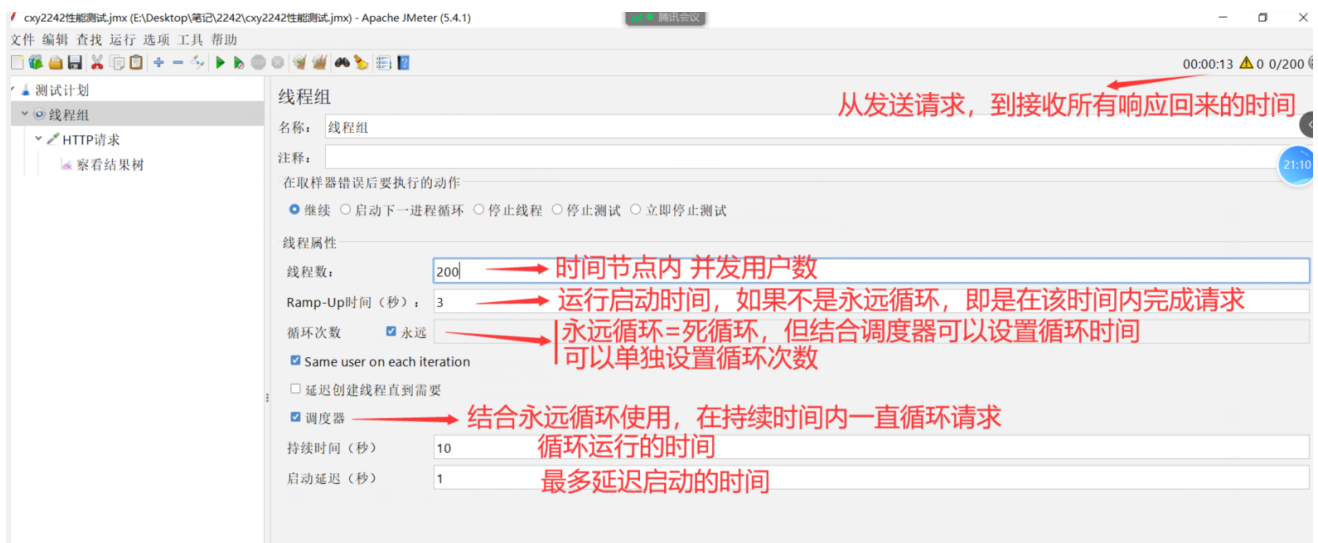 cxy2242性能测试.jmx (E:\Desktop\笔记\2242\cxy2242性能测试.jmx) - Apache JMeter (5.4.1)
腾讯会议
文件 编辑 查找 运行 选项 工具 帮助
00:00:13 0 0/200
测试计划
线程组
HTTP请求
察看结果树
线程组
从发送请求，到接收所有响应回来的时间
名称： 线程组
注释：
21:10
在取样器错误后要执行的动作
继续 启动下一进程循环 停止线程 停止测试 立即停止测试
线程属性
线程数： 200 时间节点内 并发用户数
Ramp-Up时间（秒）： 3 运行启动时间，如果不是永远循环，即是在该时间内完成请求
循环次数 永远 永远循环=死循环，但结合调度器可以设置循环时间
可以单独设置循环次数
Same user on each iteration
延迟创建线程直到需要
调度器 结合永远循环使用，在持续时间内一直循环请求
持续时间（秒） 10 循环运行的时间
启动延迟（秒） 1 最多延迟启动的时间